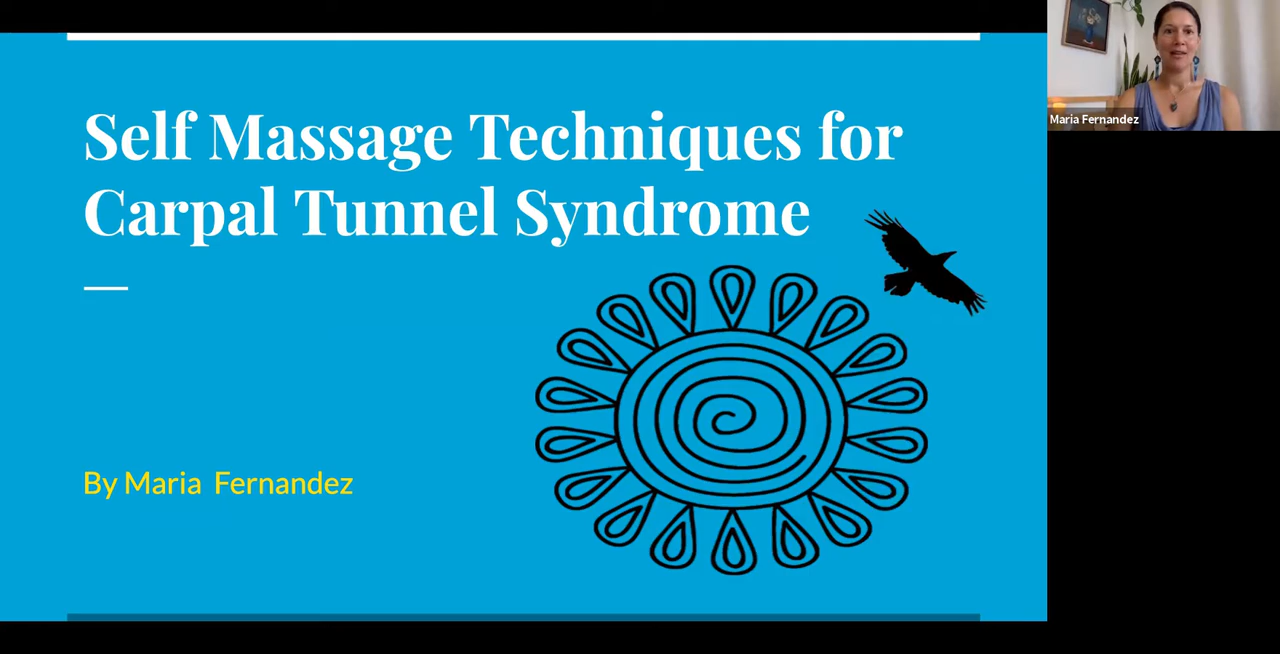 Self Massage Techniques for
Carpal Tunnel Syndrome
By Maria Fernandez
Maria Fernandez